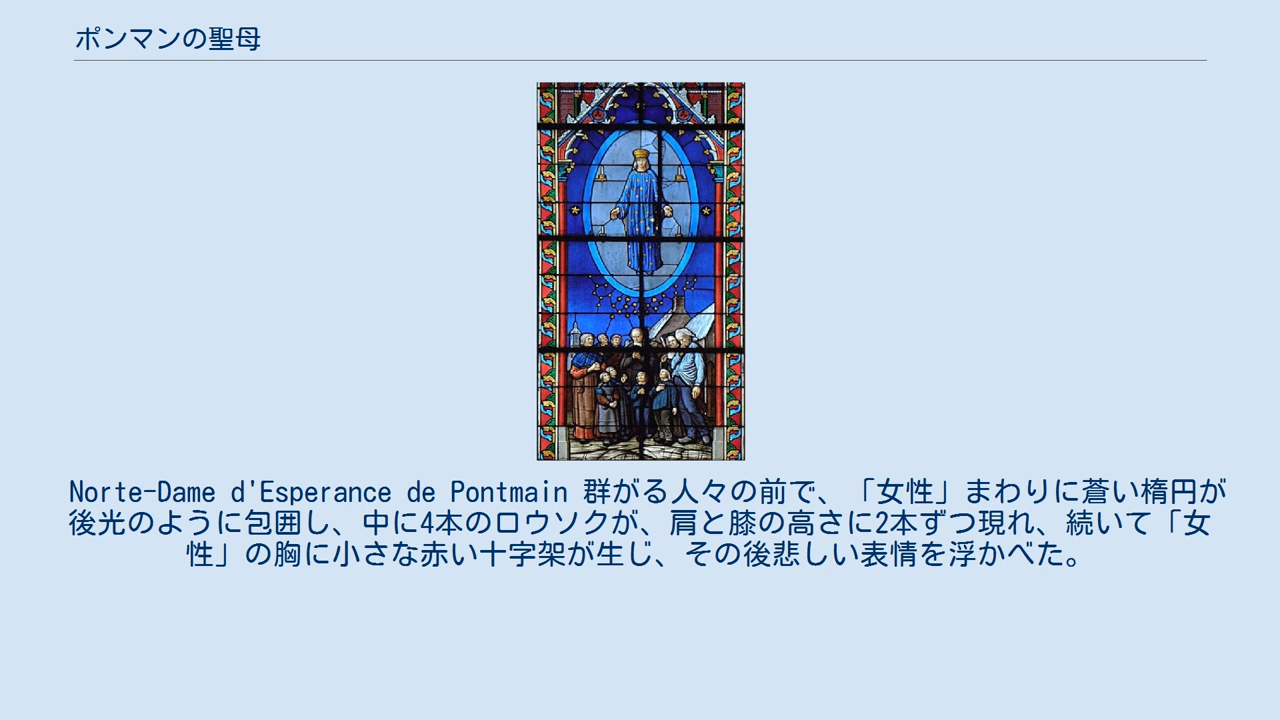 ポンマンの聖母
Norte-Dame d'Esperance de Pontmain 群がる人々の前で、「女性」まわりに蒼い楕円が
後光のように包囲し、中に4本のロウソクが、肩と膝の高さに2本ずつ現れ、続いて「女
性」の胸に小さな赤い十字架が生じ、その後悲しい表情を浮かべた。